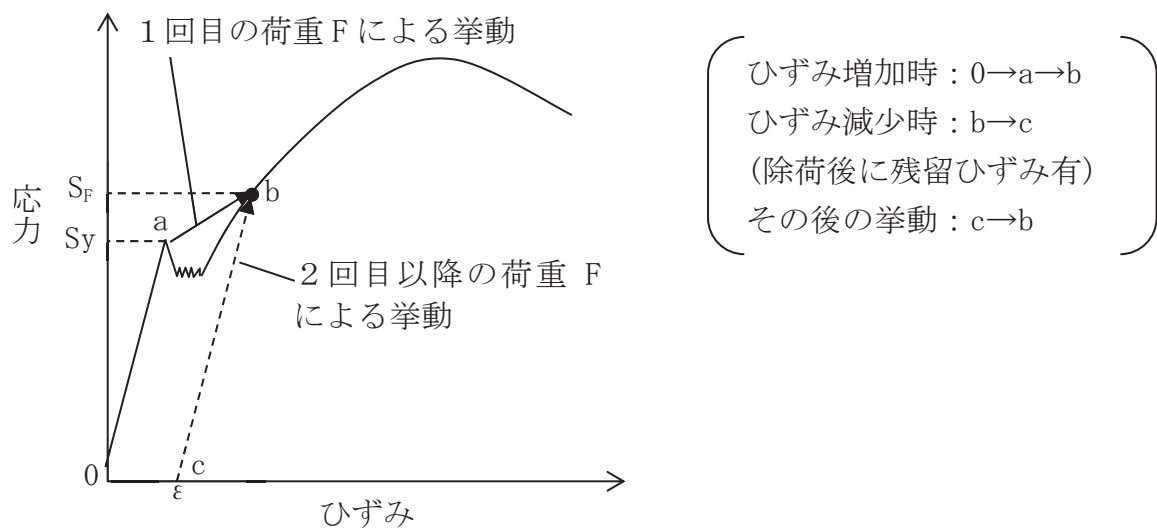 1回目の荷重Fによる挙動
応力
S_F
Sy
a
b
2回目以降の荷重 F
による挙動
0
c
ε
ひずみ
ひずみ増加時：0→a→b
ひずみ減少時：b→c
(除荷後に残留ひずみ有)
その後の挙動：c→b